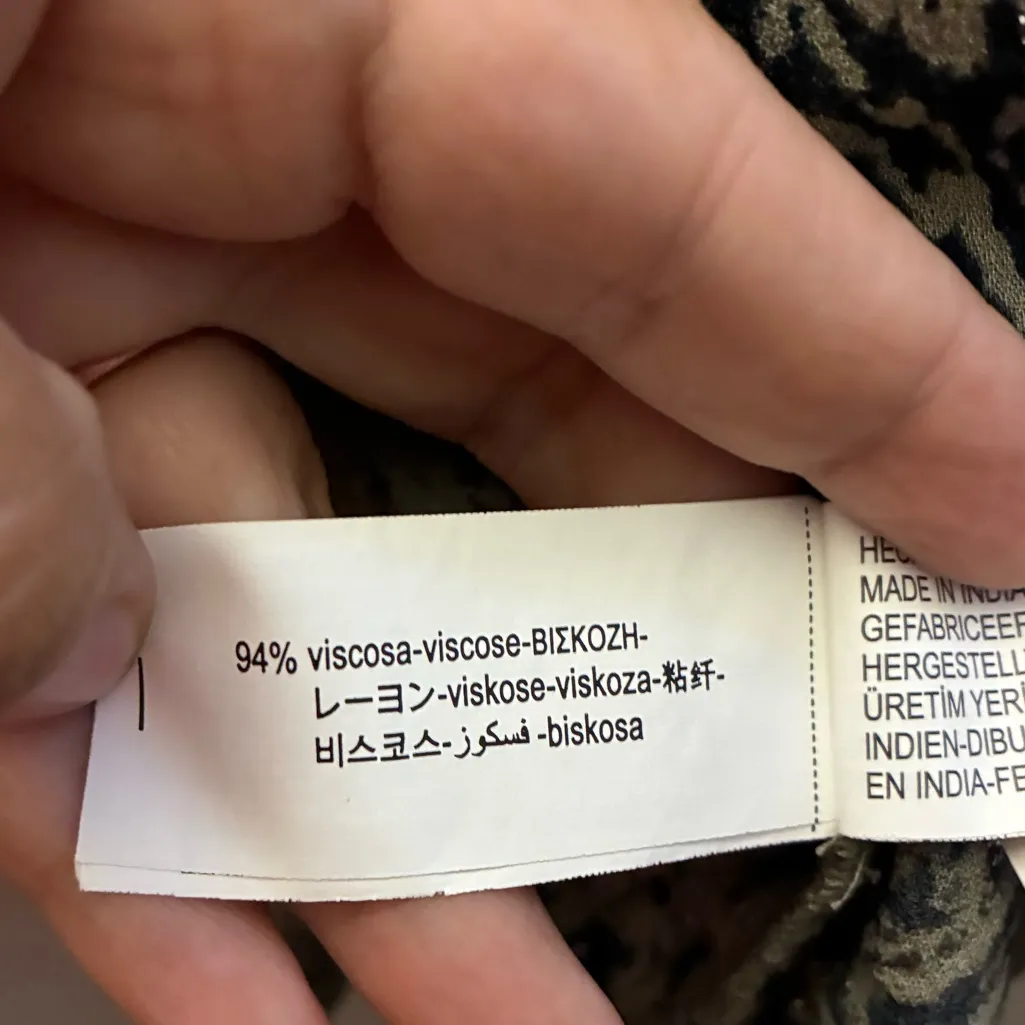 94% viscosa-viscose-ΒΙΣΚΟΖΗ-
レーヨン-viskose-viskoza-粘纤-
비스코스-فسكوز -biskosa
MADE IN INDIA
GEFABRICEER
HERGESTELL
ÜRETİM YERİ
INDIEN-DIBU
EN INDIA-FE